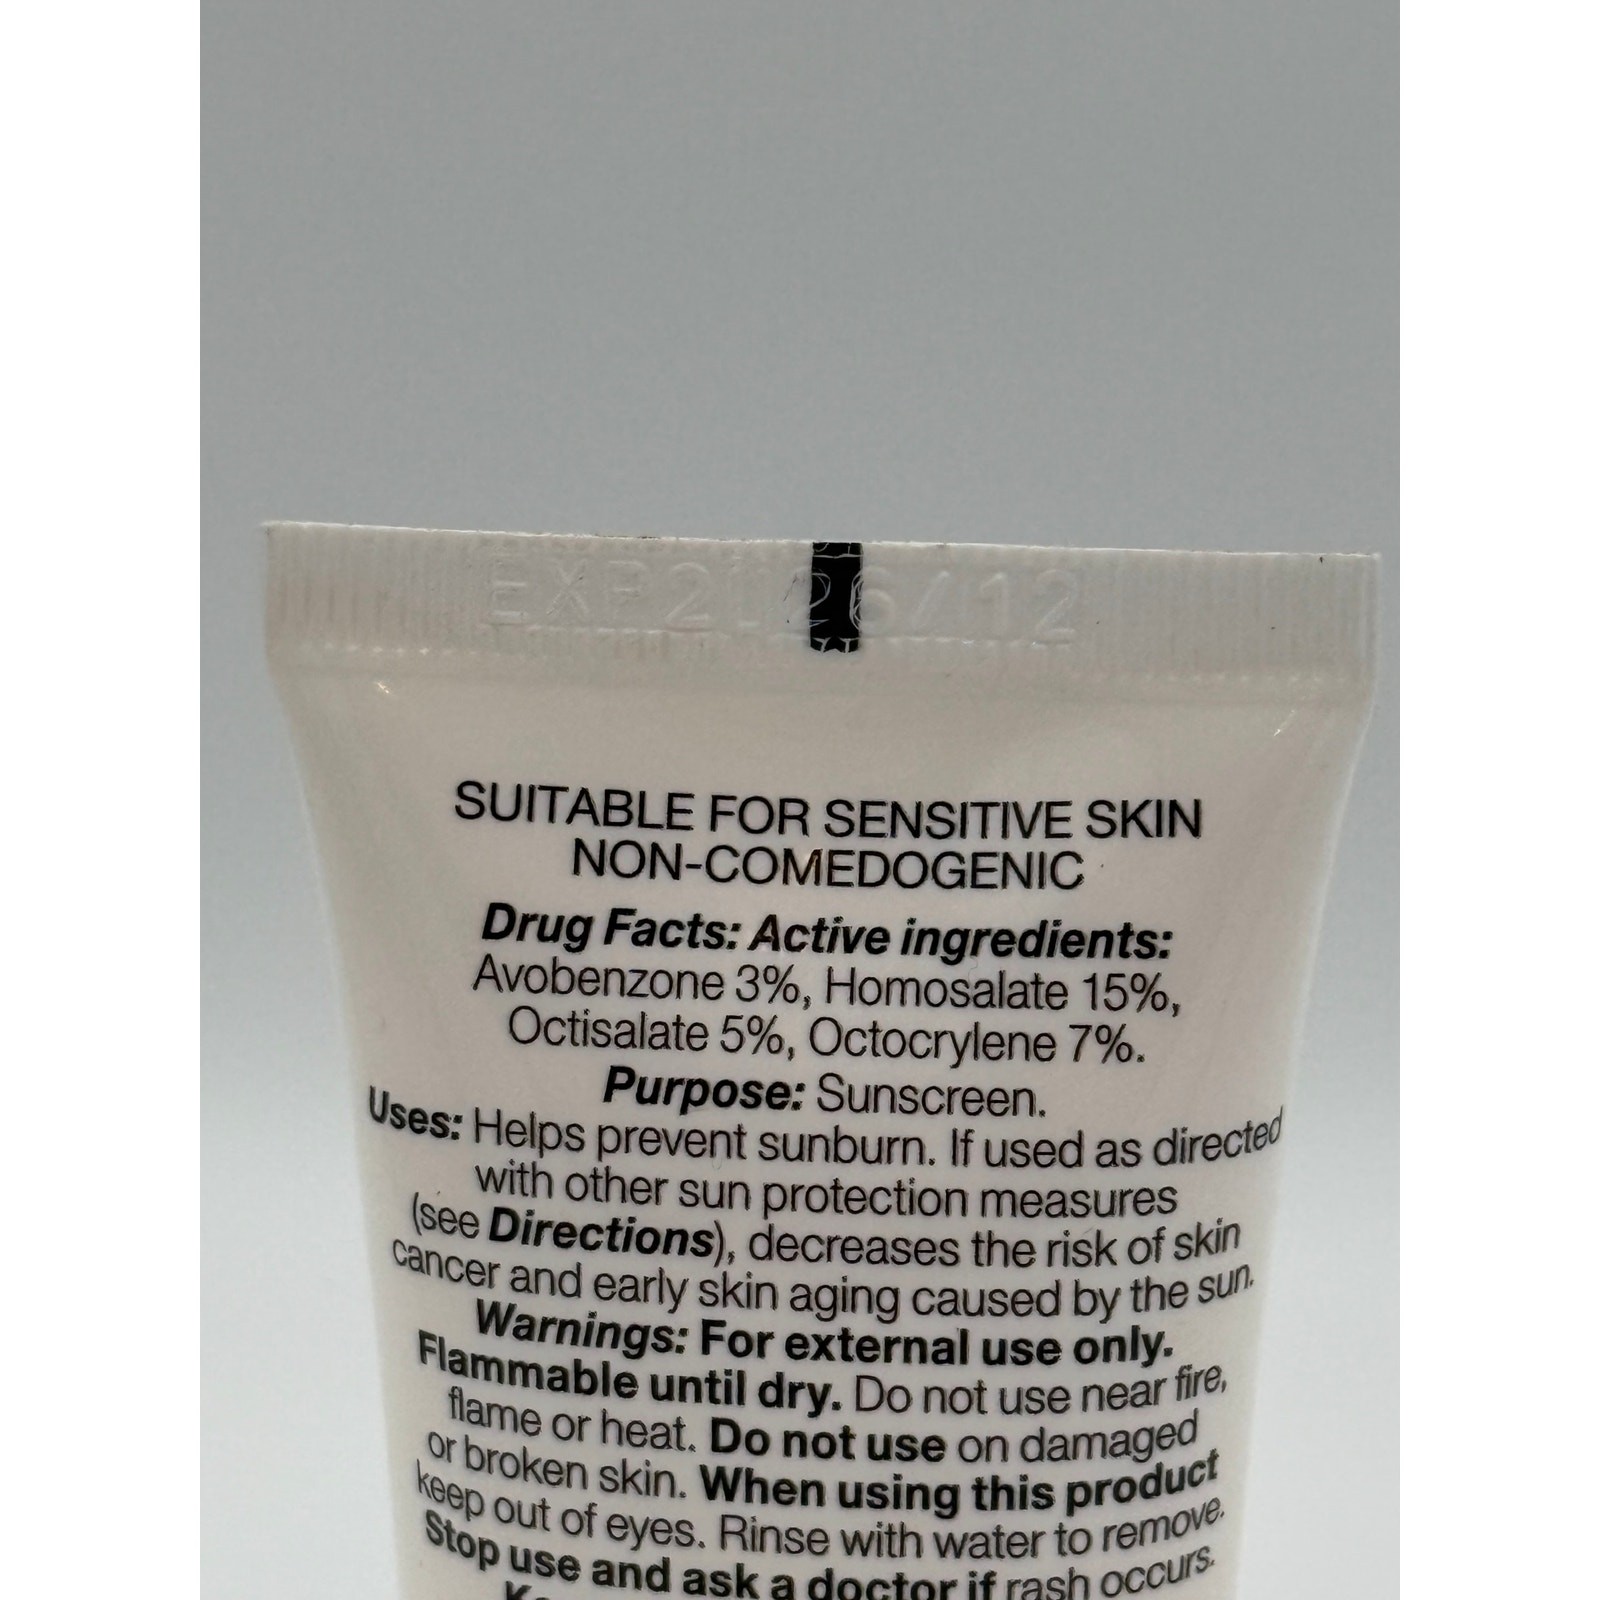 EXP 2026/12
SUITABLE FOR SENSITIVE SKIN
NON-COMEDOGENIC
Drug Facts: Active ingredients:
Avobenzone 3%, Homosalate 15%,
Octisalate 5%, Octocrylene 7%.
Purpose: Sunscreen.
Uses: Helps prevent sunburn. If used as directed
with other sun protection measures
(see Directions), decreases the risk of skin
cancer and early skin aging caused by the sun.
Warnings: For external use only.
Flammable until dry. Do not use near fire,
flame or heat. Do not use on damaged
or broken skin. When using this product
keep out of eyes. Rinse with water to remove.
Stop use and ask a doctor if rash occurs.